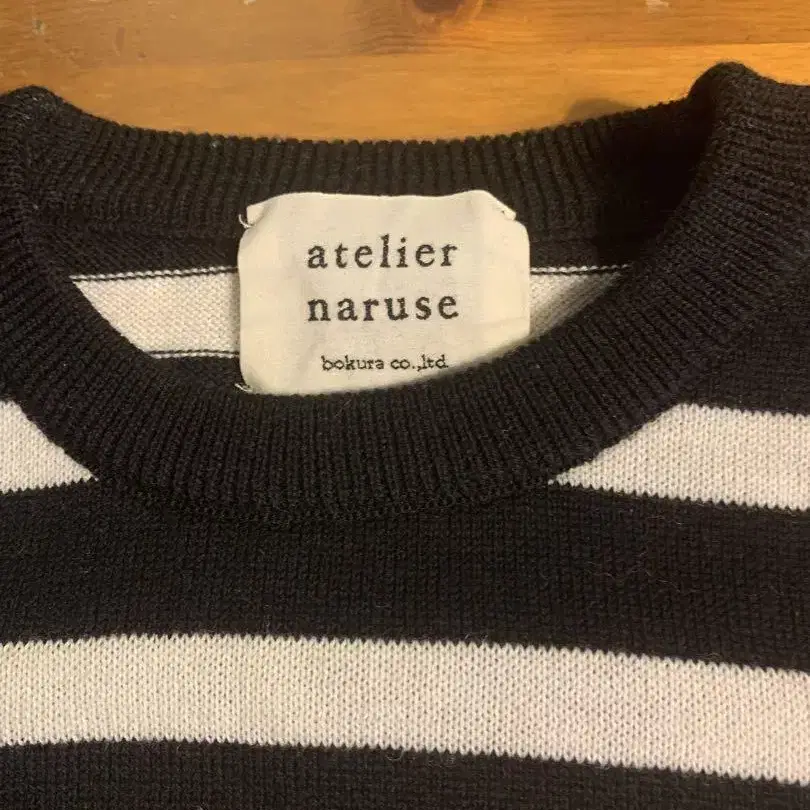 atelier
naruse
bokura co.,ltd